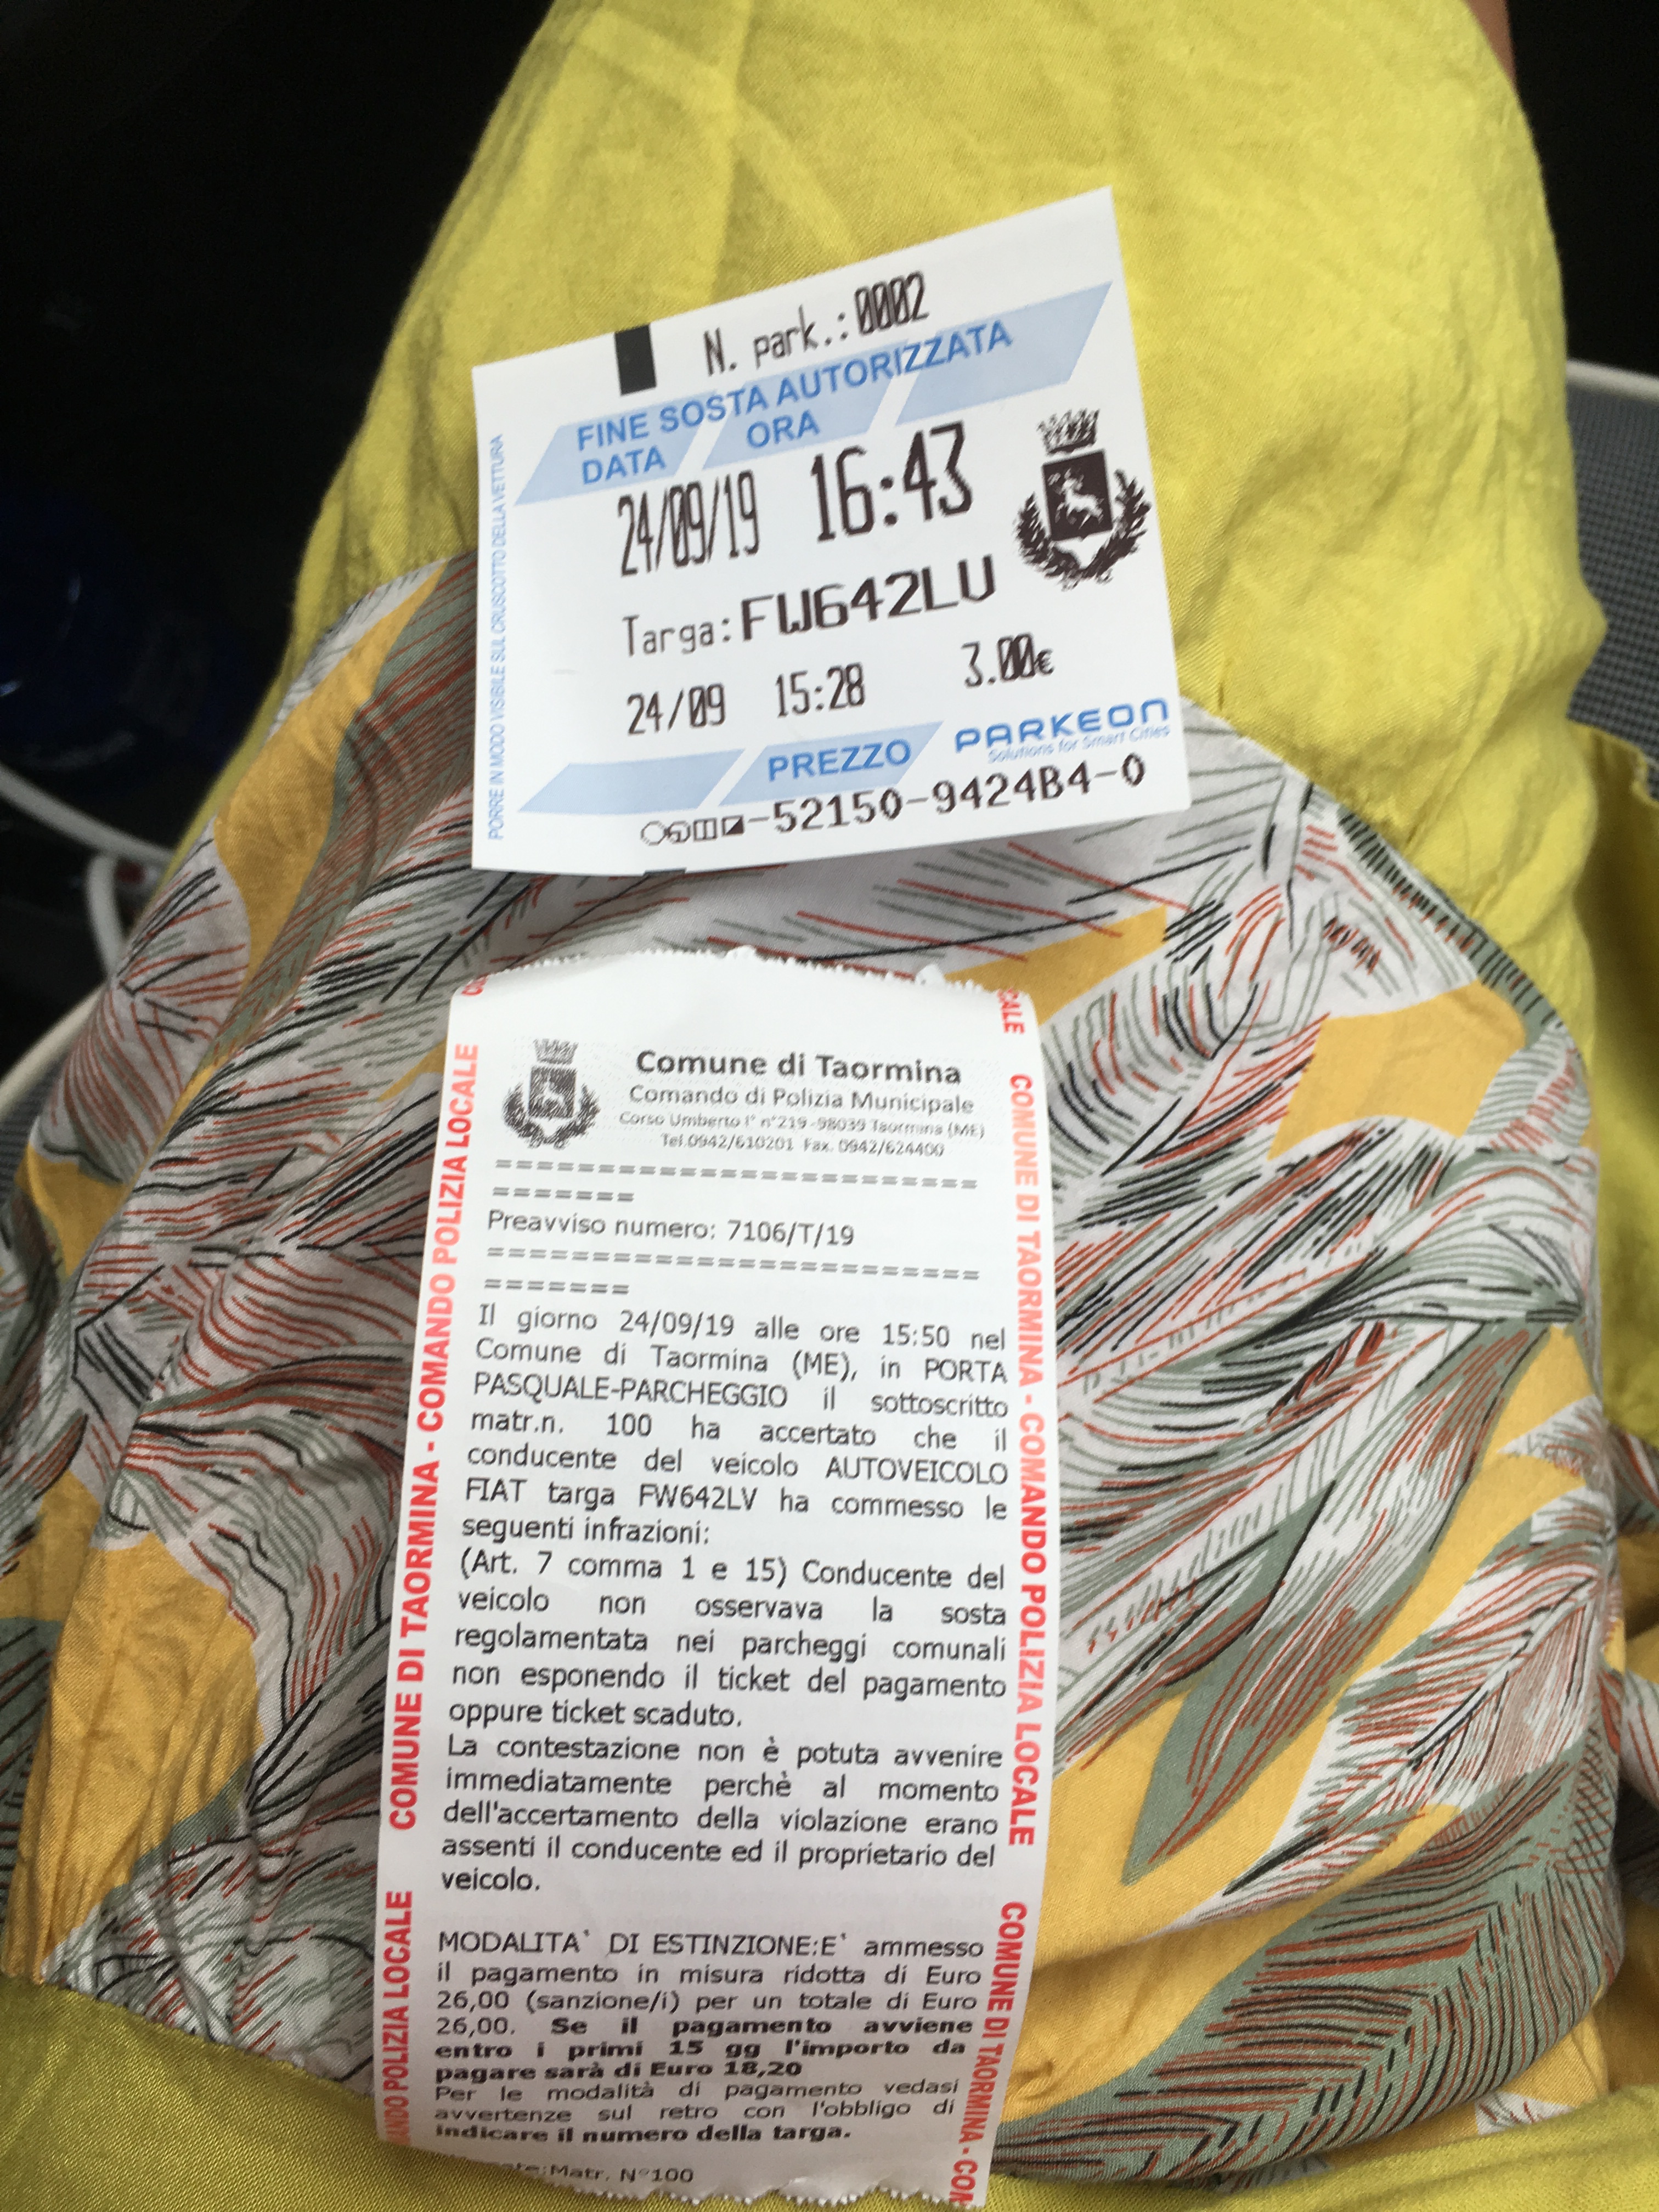 N. park.:0002
FINE SOSTA AUTORIZZATA
DATA ORA
24/09/19 16:43
Targa:FW642LV
24/09 15:28 3.00€
PREZZO PARKEON
Solutions for Smart Cities
-52150-9424B4-0
PORRE IN MODO VISIBILE SUL CRUSCOTTO DELLA VETTURA
Comune di Taormina
Comando di Polizia Municipale
Corso Umberto I° n°219 -98039 Taormina (ME)
Tel.0942/610201 Fax. 0942/624400
========================
=======
Preavviso numero: 7106/T/19
========================
=======
Il giorno 24/09/19 alle ore 15:50 nel
Comune di Taormina (ME), in PORTA
PASQUALE-PARCHEGGIO il sottoscritto
matr.n. 100 ha accertato che il
conducente del veicolo AUTOVEICOLO
FIAT targa FW642LV ha commesso le
seguenti infrazioni:
(Art. 7 comma 1 e 15) Conducente del
veicolo non osservava la sosta
regolamentata nei parcheggi comunali
non esponendo il ticket del pagamento
oppure ticket scaduto.
La contestazione non è potuta avvenire
immediatamente perchè al momento
dell'accertamento della violazione erano
assenti il conducente ed il proprietario del
veicolo.
MODALITA` DI ESTINZIONE:E` ammesso
il pagamento in misura ridotta di Euro
26,00 (sanzione/i) per un totale di Euro
26,00. Se il pagamento avviene
entro i primi 15 gg l'importo da
pagare sarà di Euro 18,20
Per le modalità di pagamento vedasi
avvertenze sul retro con l'obbligo di
indicare il numero della targa.
Matr. N°100
COMUNE DI TAORMINA - COMANDO POLIZIA LOCALE
ANDO POLIZIA LOCALE
CALE
COMUNE DI TAORMINA - COMANDO POLIZIA LOCALE
COMUNE DI TAORMINA - COM